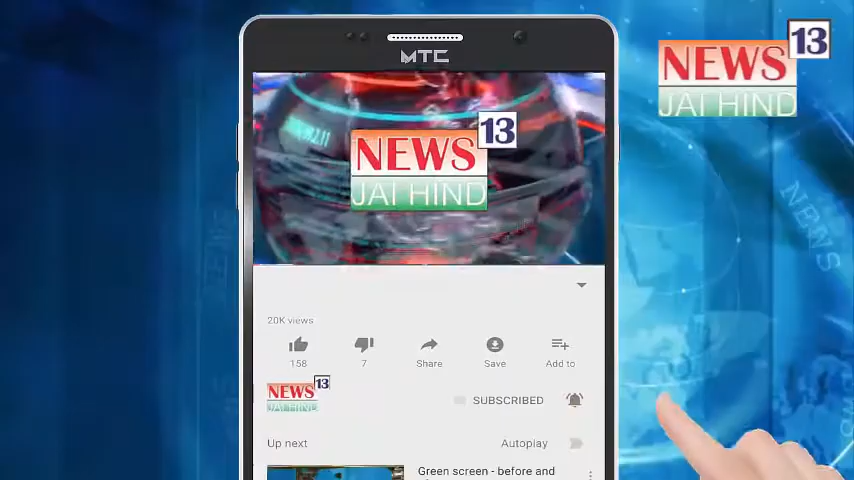 MTC
NEWS
13
JAI HIND
NEWS
13
JAI HIND
NEWS
20K views
158
7
Share
Save
Add to
NEWS
13
JAI HIND
SUBSCRIBED
Up next
Autoplay
Green screen - before and